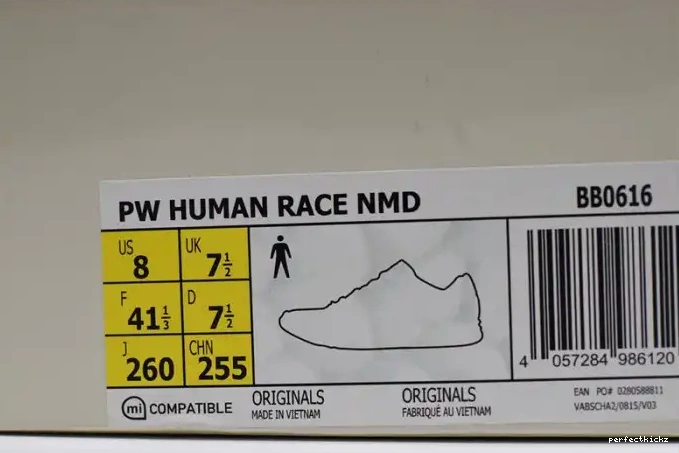 PW HUMAN RACE NMD
BB0616
US 8
UK 7½
F 41⅓
D 7½
J 260
CHN 255
mi COMPATIBLE
ORIGINALS
MADE IN VIETNAM
ORIGINALS
FABRIQUÉ AU VIETNAM
4 057284 986120
EAN PO# 0280588811
VABSCHA2/0815/V03
perfectkickz